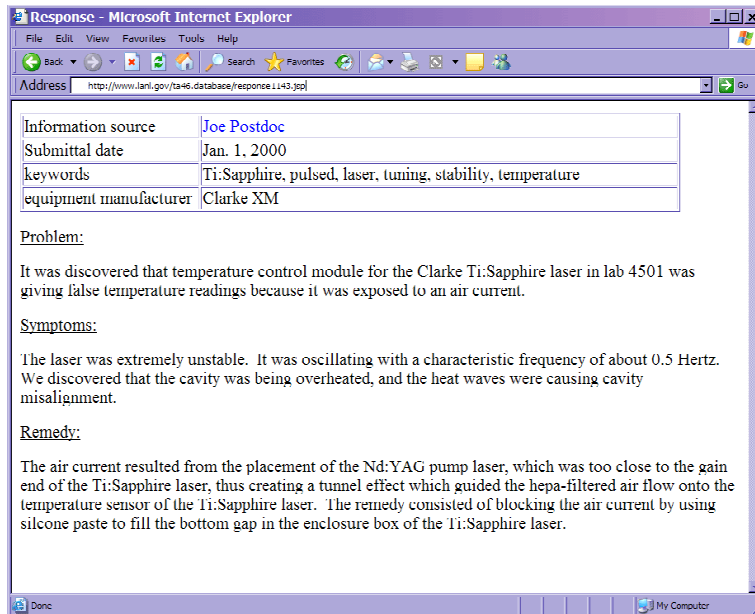 Response - Microsoft Internet Explorer
File Edit View Favorites Tools Help
Back Search Favorites
Address http://www.lanl.gov/ta46.database/response1143.jsp Go
Information source Joe Postdoc
Submittal date Jan. 1, 2000
keywords Ti:Sapphire, pulsed, laser, tuning, stability, temperature
equipment manufacturer Clarke XM
Problem:
It was discovered that temperature control module for the Clarke Ti:Sapphire laser in lab 4501 was
giving false temperature readings because it was exposed to an air current.
Symptoms:
The laser was extremely unstable. It was oscillating with a characteristic frequency of about 0.5 Hertz.
We discovered that the cavity was being overheated, and the heat waves were causing cavity
misalignment.
Remedy:
The air current resulted from the placement of the Nd:YAG pump laser, which was too close to the gain
end of the Ti:Sapphire laser, thus creating a tunnel effect which guided the hepa-filtered air flow onto the
temperature sensor of the Ti:Sapphire laser. The remedy consisted of blocking the air current by using
silcone paste to fill the bottom gap in the enclosure box of the Ti:Sapphire laser.
Done My Computer